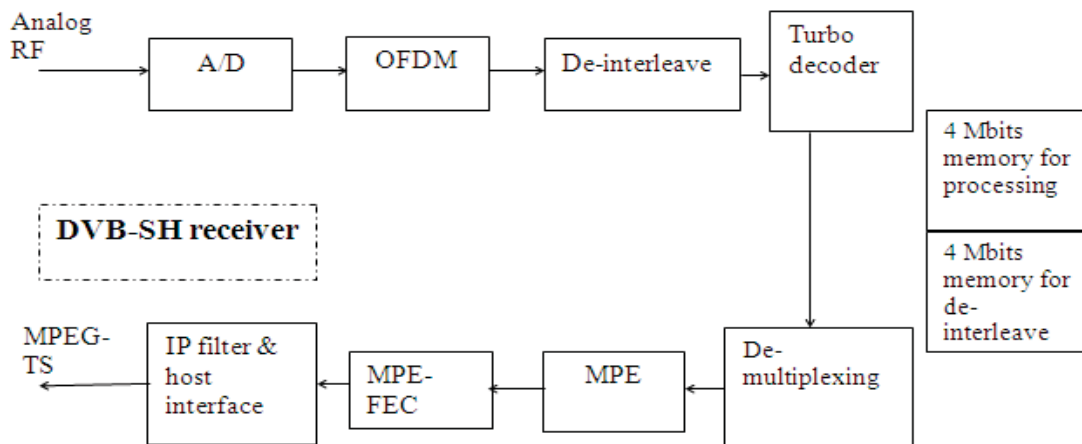 Analog
RF
A/D
OFDM
De-interleave
Turbo
decoder
4 Mbits
memory for
processing
4 Mbits
memory for
de-
interleave
DVB-SH receiver
MPEG-
TS
IP filter &
host
interface
MPE-
FEC
MPE
De-
multiplexing